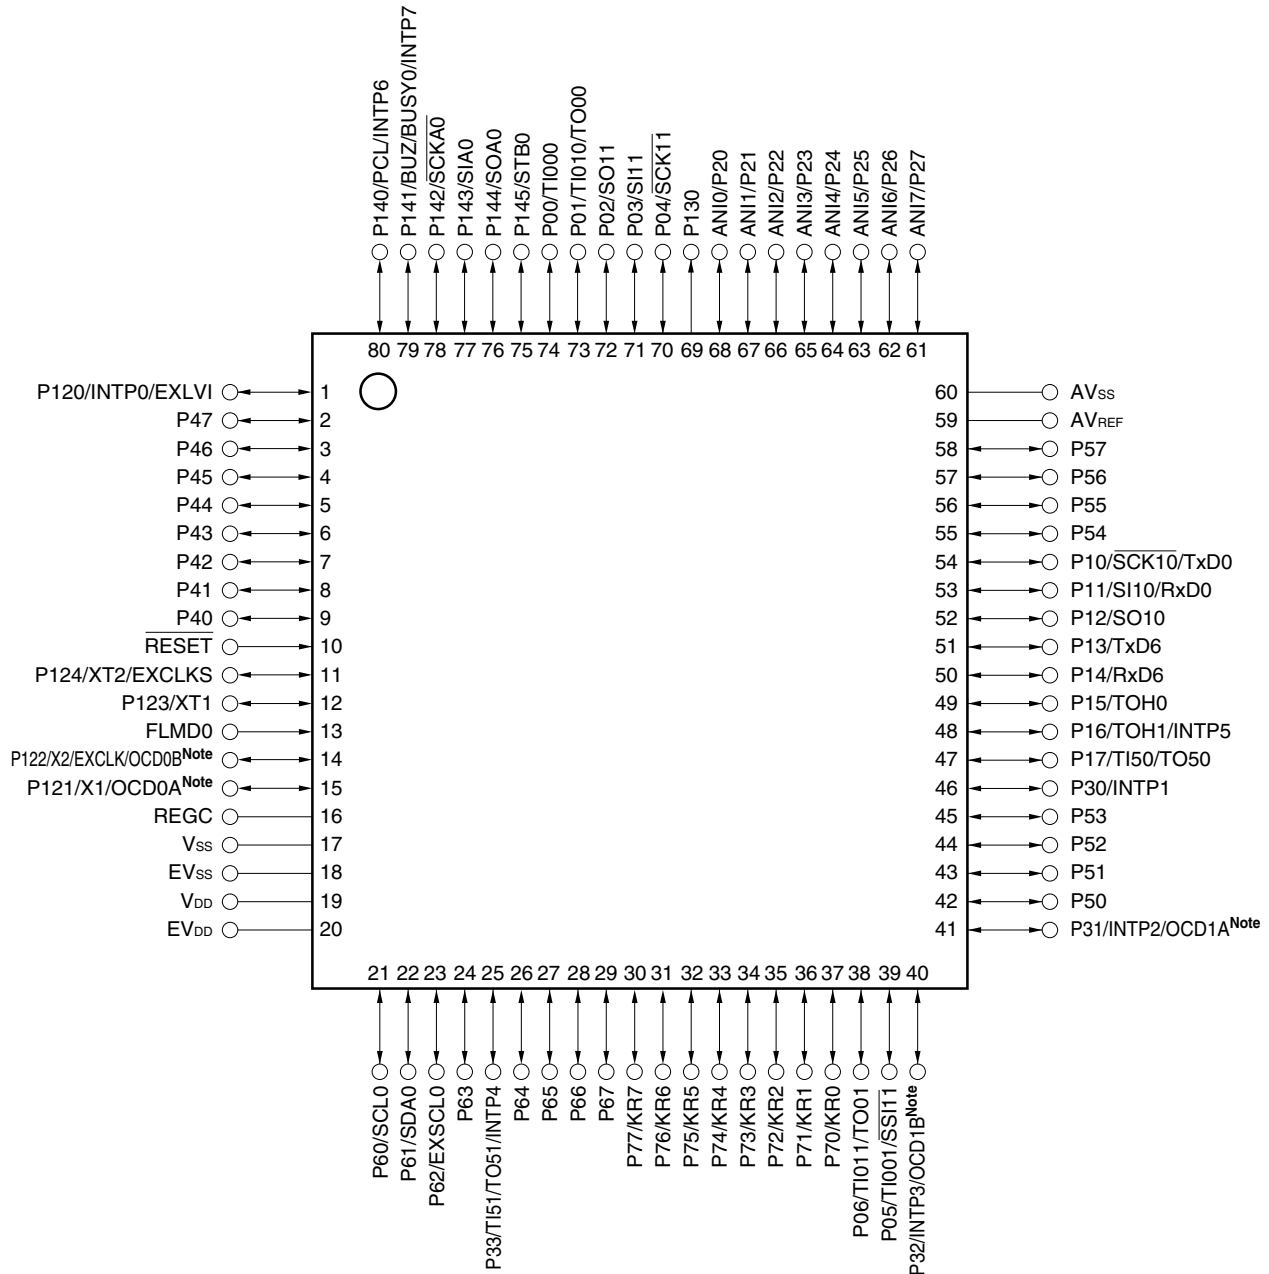 P140/PCL/INTP6
P141/BUZ/BUSY0/INTP7
P142/SCKA0
P143/SIA0
P144/SOA0
P145/STB0
P00/TI000
P01/TI010/TO00
P02/SO11
P03/SI11
P04/SCK11
P130
ANI0/P20
ANI1/P21
ANI2/P22
ANI3/P23
ANI4/P24
ANI5/P25
ANI6/P26
ANI7/P27
80 79 78 77 76 75 74 73 72 71 70 69 68 67 66 65 64 63 62 61
P120/INTP0/EXLVI 1
P47 2
P46 3
P45 4
P44 5
P43 6
P42 7
P41 8
P40 9
RESET 10
P124/XT2/EXCLKS 11
P123/XT1 12
FLMD0 13
P122/X2/EXCLK/OCD0BNote 14
P121/X1/OCD0ANote 15
REGC 16
VSS 17
EVSS 18
VDD 19
EVDD 20
60 AVSS
59 AVREF
58 P57
57 P56
56 P55
55 P54
54 P10/SCK10/TxD0
53 P11/SI10/RxD0
52 P12/SO10
51 P13/TxD6
50 P14/RxD6
49 P15/TOH0
48 P16/TOH1/INTP5
47 P17/TI50/TO50
46 P30/INTP1
45 P53
44 P52
43 P51
42 P50
41 P31/INTP2/OCD1ANote
21 22 23 24 25 26 27 28 29 30 31 32 33 34 35 36 37 38 39 40
P60/SCL0
P61/SDA0
P62/EXSCL0
P63
P33/TI51/TO51/INTP4
P64
P65
P66
P67
P77/KR7
P76/KR6
P75/KR5
P74/KR4
P73/KR3
P72/KR2
P71/KR1
P70/KR0
P06/TI011/TO01
P05/TI001/SSI11
P32/INTP3/OCD1BNote